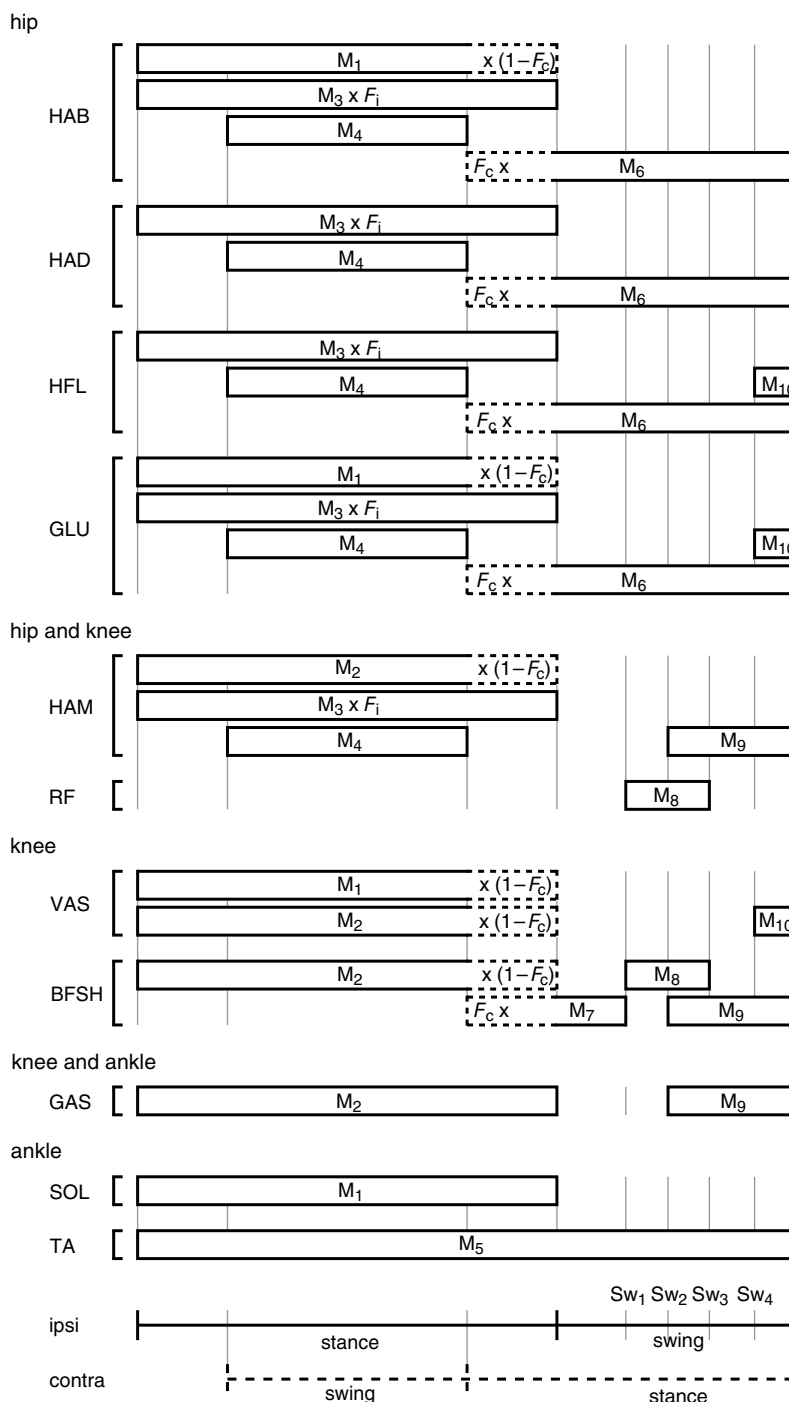 hip
HAB
M1 x (1−Fc)
M3 x Fi
M4
Fc x M6
HAD
M3 x Fi
M4
Fc x M6
HFL
M3 x Fi
M4 M10
Fc x M6
GLU
M1 x (1−Fc)
M3 x Fi
M4 M10
Fc x M6
hip and knee
HAM
M2 x (1−Fc)
M3 x Fi
M4 M9
RF M8
knee
VAS
M1 x (1−Fc)
M2 x (1−Fc) M10
BFSH
M2 x (1−Fc) M8
Fc x M7 M9
knee and ankle
GAS M2 M9
ankle
SOL M1
TA M5
Sw1 Sw2 Sw3 Sw4
ipsi stance swing
contra swing stance